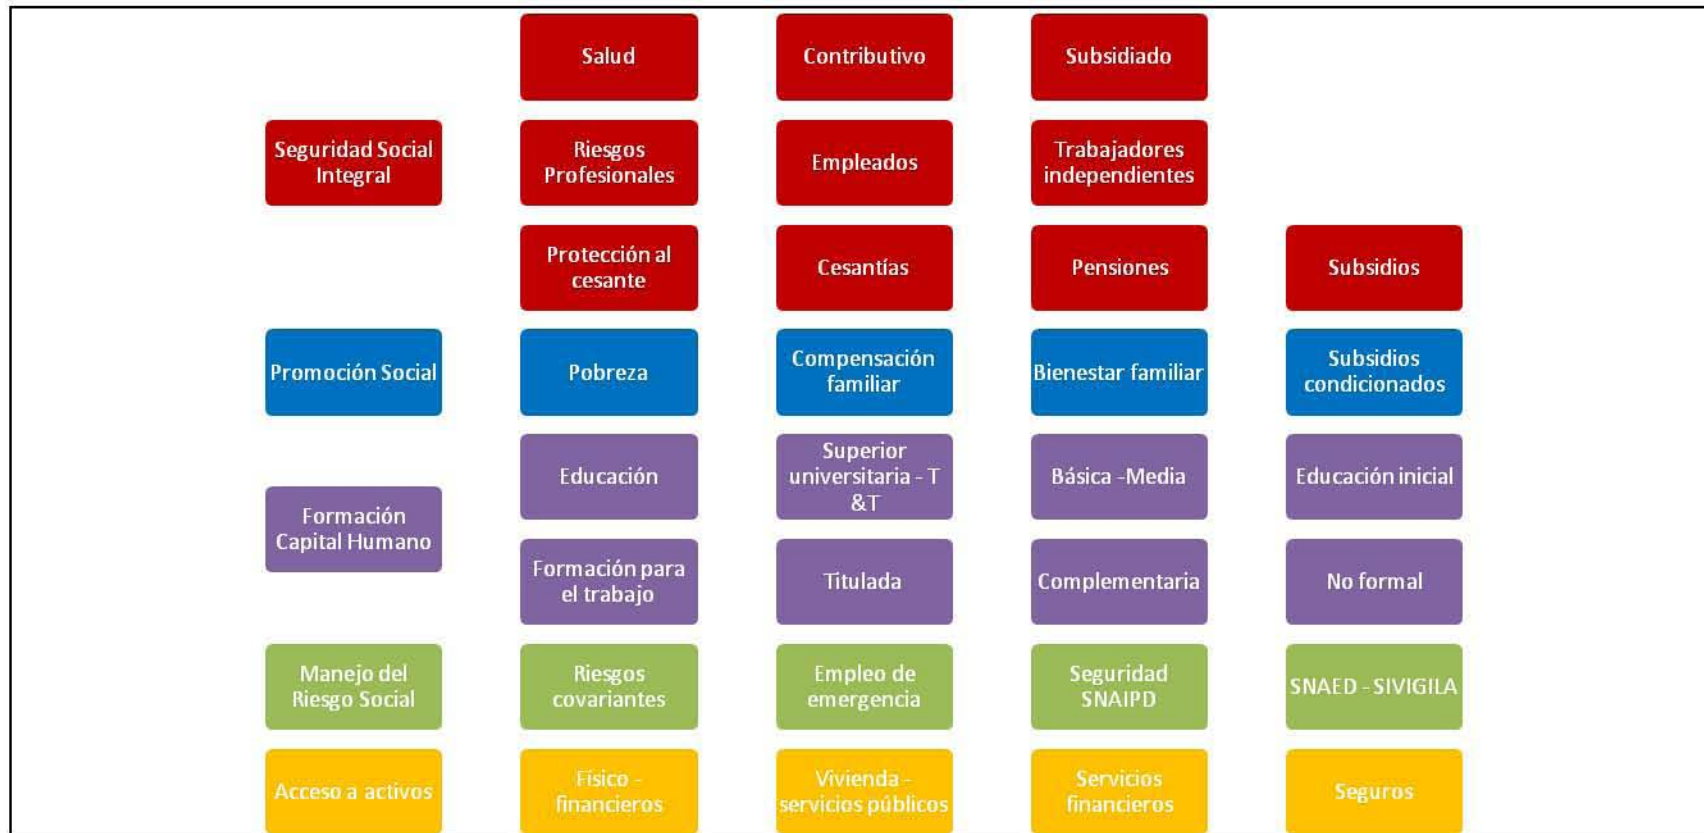 Salud
Contributivo
Subsidiado
Seguridad Social
Integral
Riesgos
Profesionales
Empleados
Trabajadores
independientes
Protección al
cesante
Cesantías
Pensiones
Subsidios
Promoción Social
Pobreza
Compensación
familiar
Bienestar familiar
Subsidios
condicionados
Formación
Capital Humano
Educación
Superior
universitaria - T
&T
Básica -Media
Educación inicial
Formación para
el trabajo
Titulada
Complementaria
No formal
Manejo del
Riesgo Social
Riesgos
covariantes
Empleo de
emergencia
Seguridad
SNAIPD
SNAED - SIVIGILA
Acceso a activos
Físico -
financieros
Vivienda -
servicios públicos
Servicios
financieros
Seguros